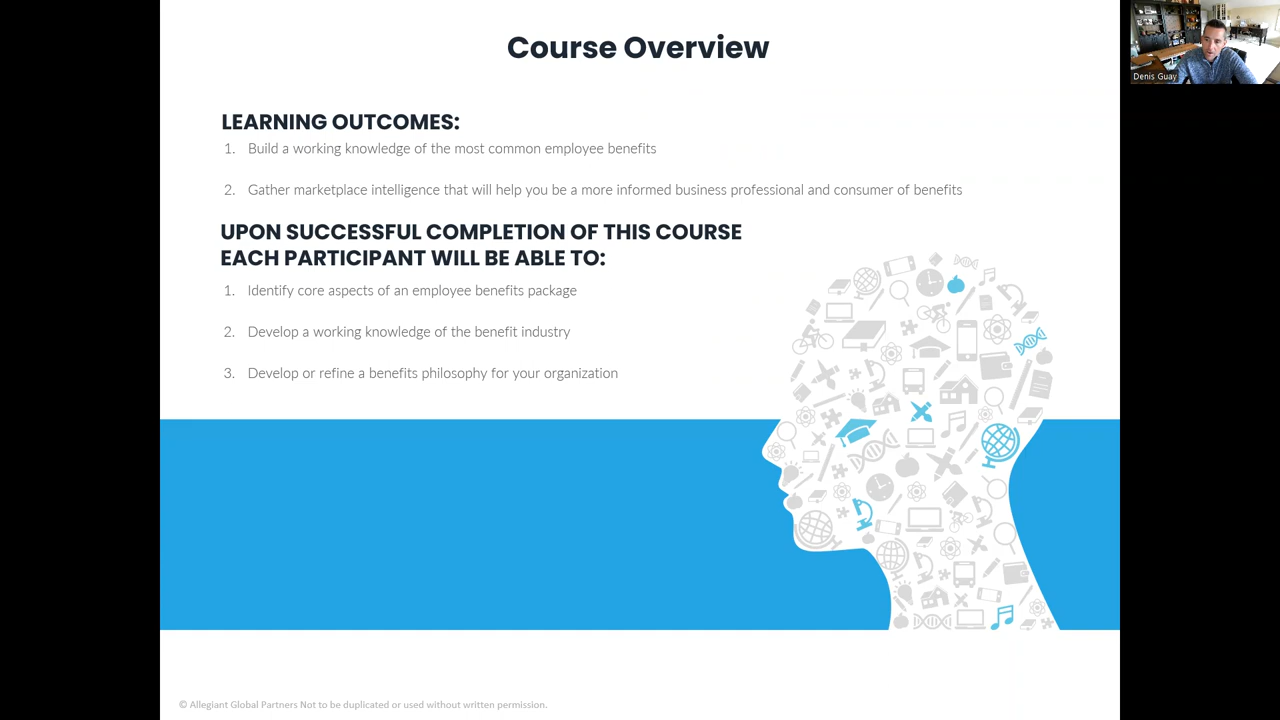 Course Overview
Denis Guay
LEARNING OUTCOMES:
1. Build a working knowledge of the most common employee benefits
2. Gather marketplace intelligence that will help you be a more informed business professional and consumer of benefits
UPON SUCCESSFUL COMPLETION OF THIS COURSE
EACH PARTICIPANT WILL BE ABLE TO:
1. Identify core aspects of an employee benefits package
2. Develop a working knowledge of the benefit industry
3. Develop or refine a benefits philosophy for your organization
© Allegiant Global Partners Not to be duplicated or used without written permission.